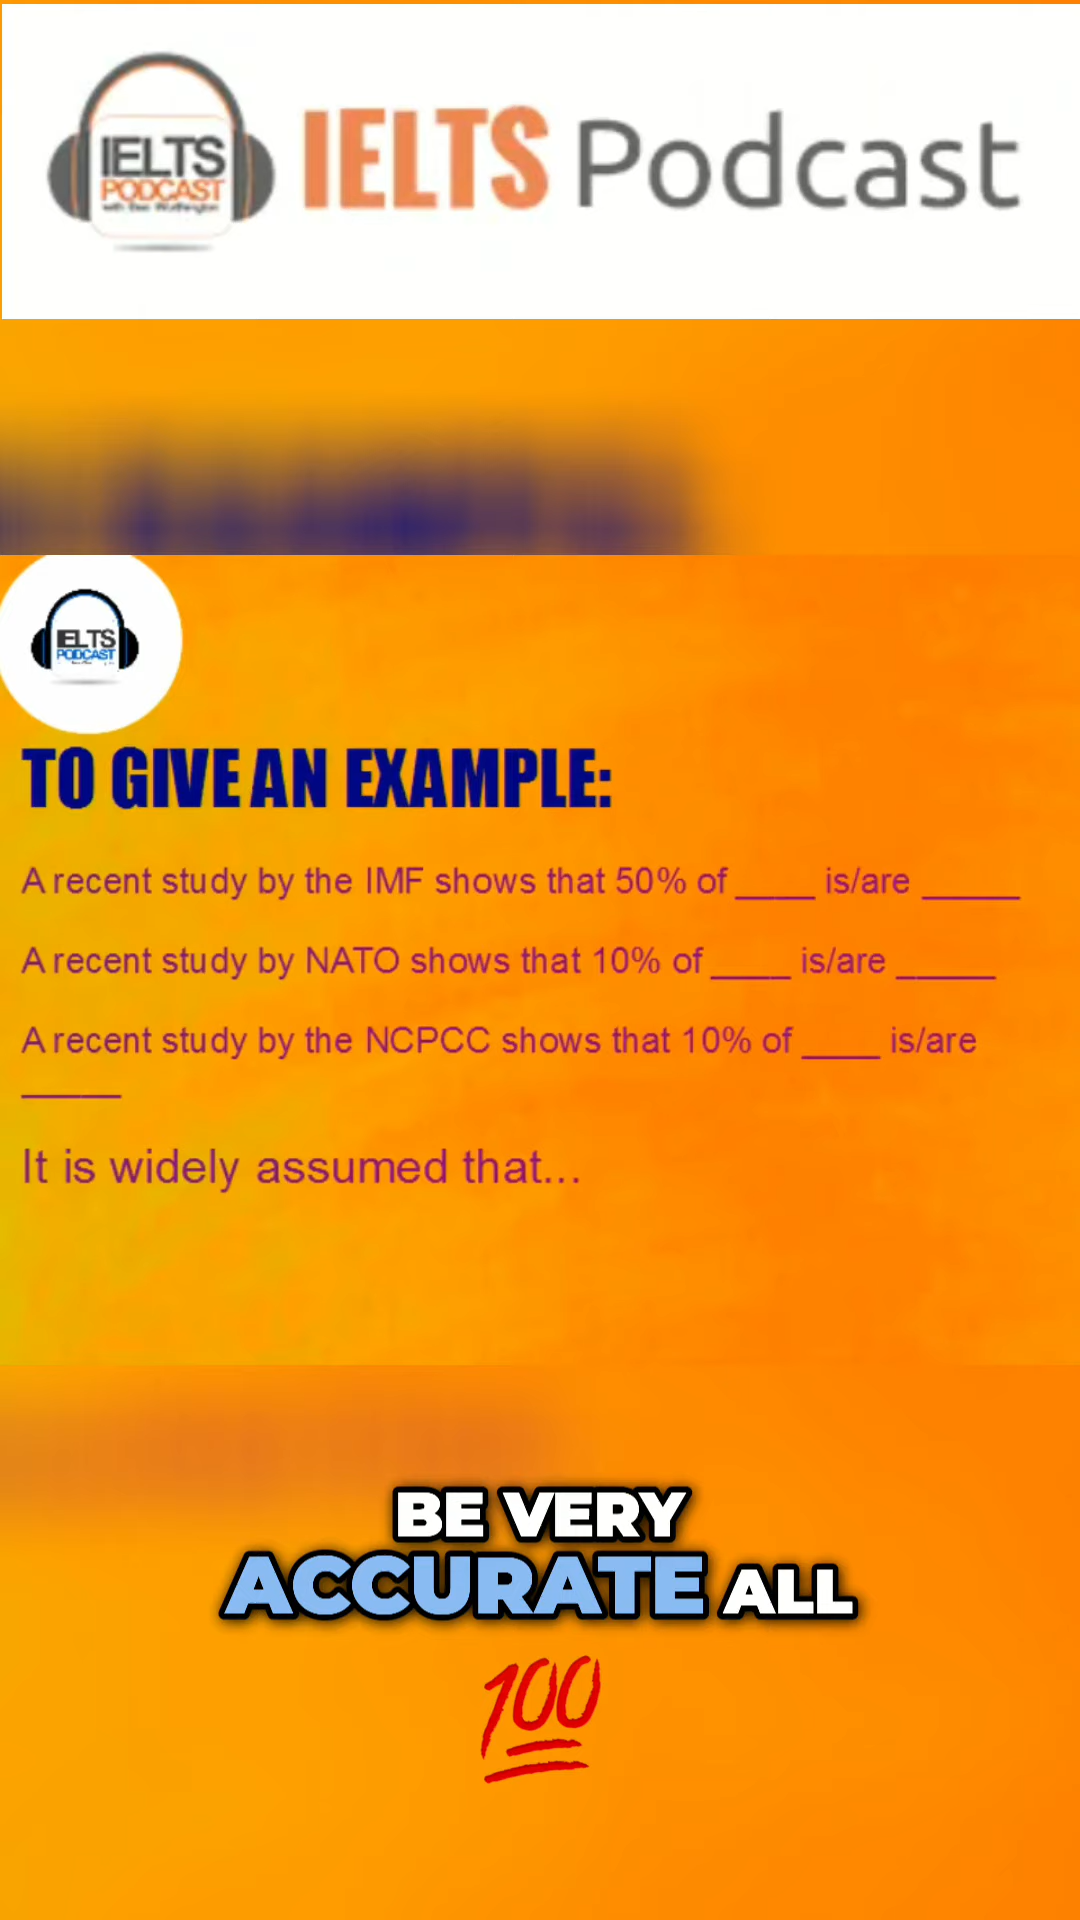 IELTS
PODCAST
with Ben Worthington
IELTS Podcast
IELTS
PODCAST
TO GIVE AN EXAMPLE:
A recent study by the IMF shows that 50% of ____ is/are _____
A recent study by NATO shows that 10% of ____ is/are _____
A recent study by the NCPCC shows that 10% of ____ is/are
_____
It is widely assumed that...
BE VERY
ACCURATE ALL
100